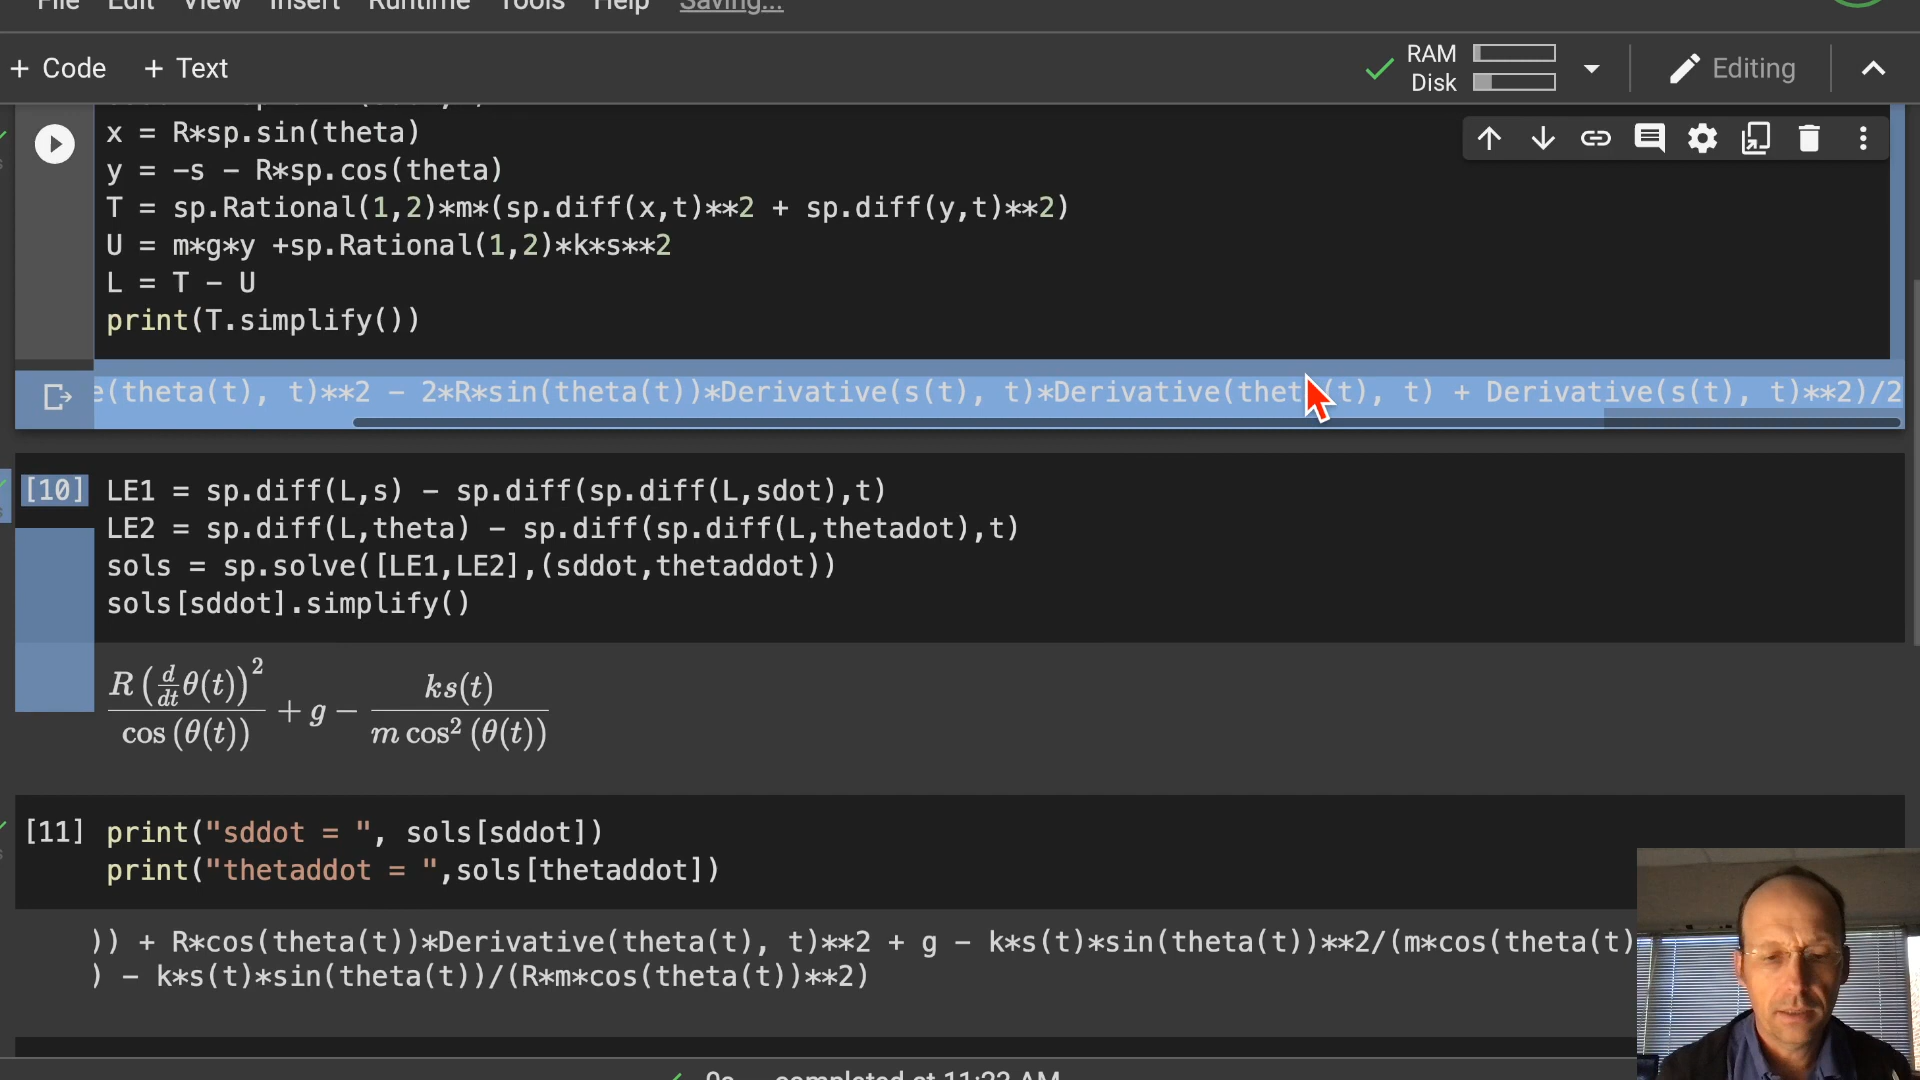 File Edit View Insert Runtime Tools Help Saving...
+ Code + Text
RAM
Disk
Editing
x = R*sp.sin(theta)
y = -s - R*sp.cos(theta)
T = sp.Rational(1,2)*m*(sp.diff(x,t)**2 + sp.diff(y,t)**2)
U = m*g*y +sp.Rational(1,2)*k*s**2
L = T - U
print(T.simplify())
e(theta(t), t)**2 - 2*R*sin(theta(t))*Derivative(s(t), t)*Derivative(theta(t), t) + Derivative(s(t), t)**2)/2
[10] LE1 = sp.diff(L,s) - sp.diff(sp.diff(L,sdot),t)
LE2 = sp.diff(L,theta) - sp.diff(sp.diff(L,thetadot),t)
sols = sp.solve([LE1,LE2],(sddot,thetaddot))
sols[sddot].simplify()
R (d/dt θ(t))² / cos (θ(t)) + g − ks(t) / m cos² (θ(t))
[11] print("sddot = ", sols[sddot])
print("thetaddot = ",sols[thetaddot])
)) + R*cos(theta(t))*Derivative(theta(t), t)**2 + g - k*s(t)*sin(theta(t))**2/(m*cos(theta(t)
) - k*s(t)*sin(theta(t))/(R*m*cos(theta(t))**2)
completed at 11:22 AM